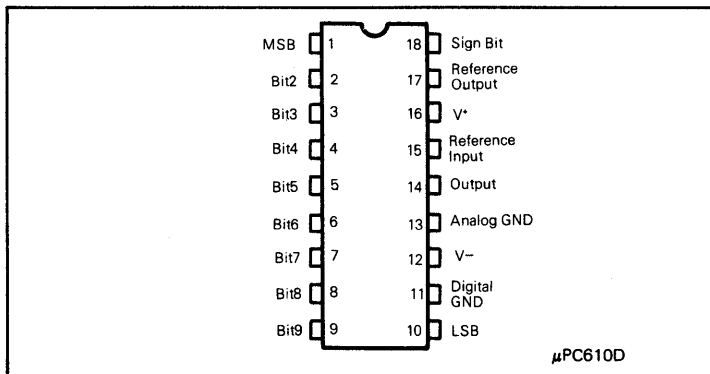 MSB 1 18 Sign Bit
Bit2 2 17 Reference
Output
Bit3 3 16 V+
Bit4 4 15 Reference
Input
Bit5 5 14 Output
Bit6 6 13 Analog GND
Bit7 7 12 V−
Bit8 8 11 Digital
GND
Bit9 9 10 LSB
μPC610D